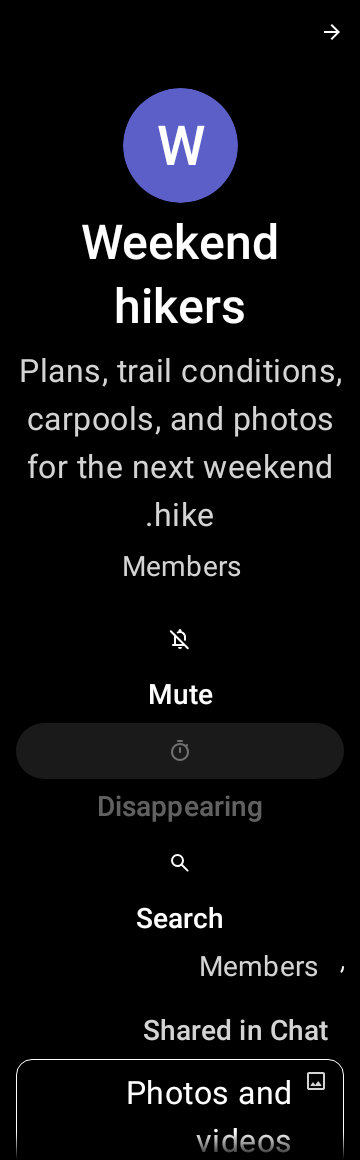 W
Weekend
hikers
Plans, trail conditions,
carpools, and photos
for the next weekend
.hike
Members
Mute
Disappearing
Search
Members
Shared in Chat
Photos and
videos